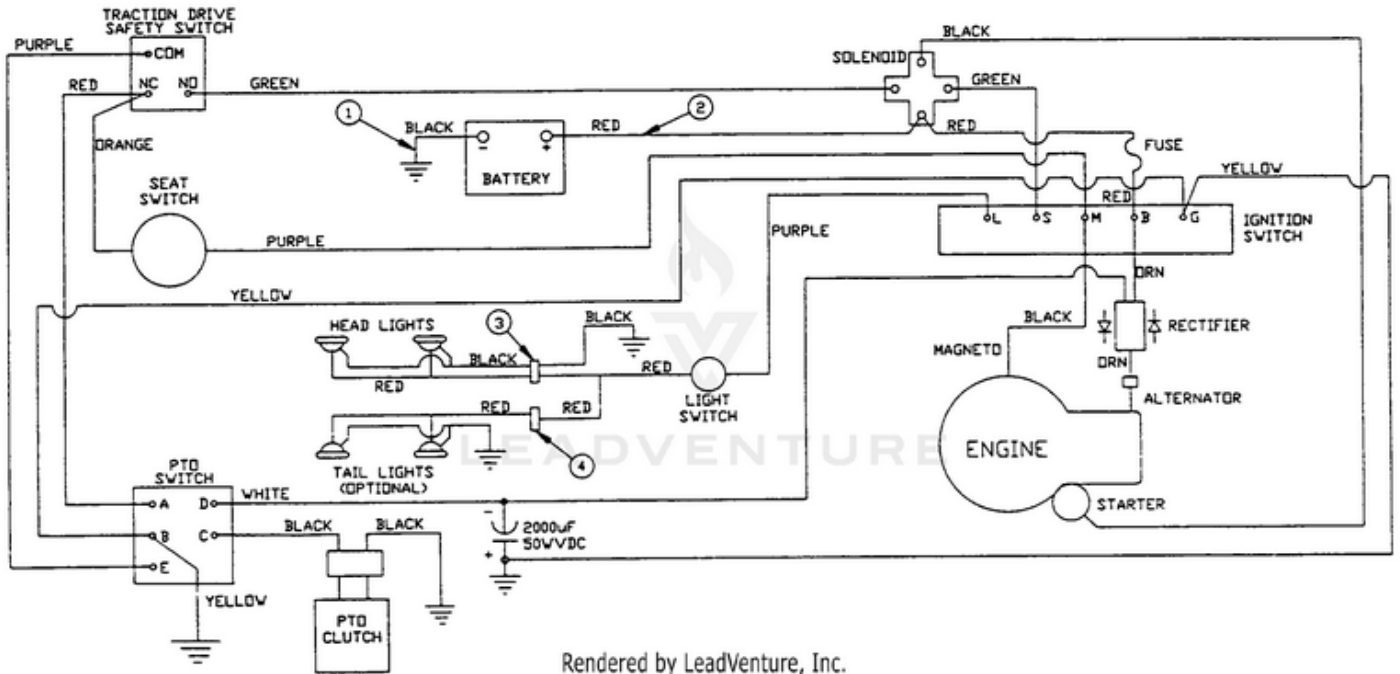 TRACTION DRIVE
SAFETY SWITCH
PURPLE
COM
RED
NC
NO
GREEN
ORANGE
SEAT
SWITCH
PURPLE
1
BLACK
-
+
BATTERY
RED
2
SOLENOID
BLACK
GREEN
RED
FUSE
YELLOW
RED
L
S
M
B
G
IGNITION
SWITCH
PURPLE
YELLOW
HEAD LIGHTS
3
BLACK
BLACK
RED
RED
LIGHT
SWITCH
RED
RED
4
TAIL LIGHTS
(OPTIONAL)
LEADVENTURE
ORN
BLACK
RECTIFIER
MAGNETO
ORN
ALTERNATOR
ENGINE
STARTER
PTO
SWITCH
A
D
WHITE
B
C
BLACK
BLACK
E
YELLOW
PTO
CLUTCH
-
2000uF
50WVDC
+
Rendered by LeadVenture, Inc.